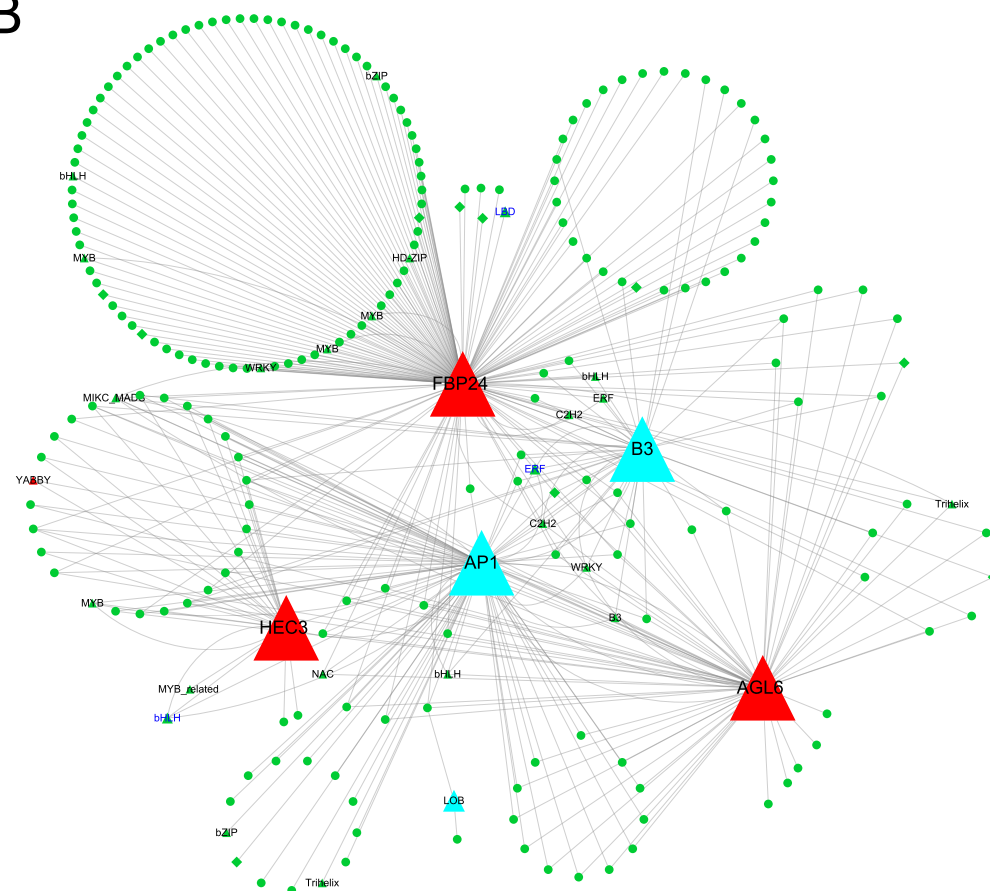 B
bZIP
bHLH
LBD
MYB
HD-ZIP
MYB
MYB
WRKY
bHLH
FBP24
MIKC_MADS
ERF
C2H2
B3
ERF
YABBY
Trihelix
C2H2
AP1
WRKY
MYB
B3
HEC3
NAC
bHLH
MYB_related
AGL6
bHLH
LOB
bZIP
Trihelix